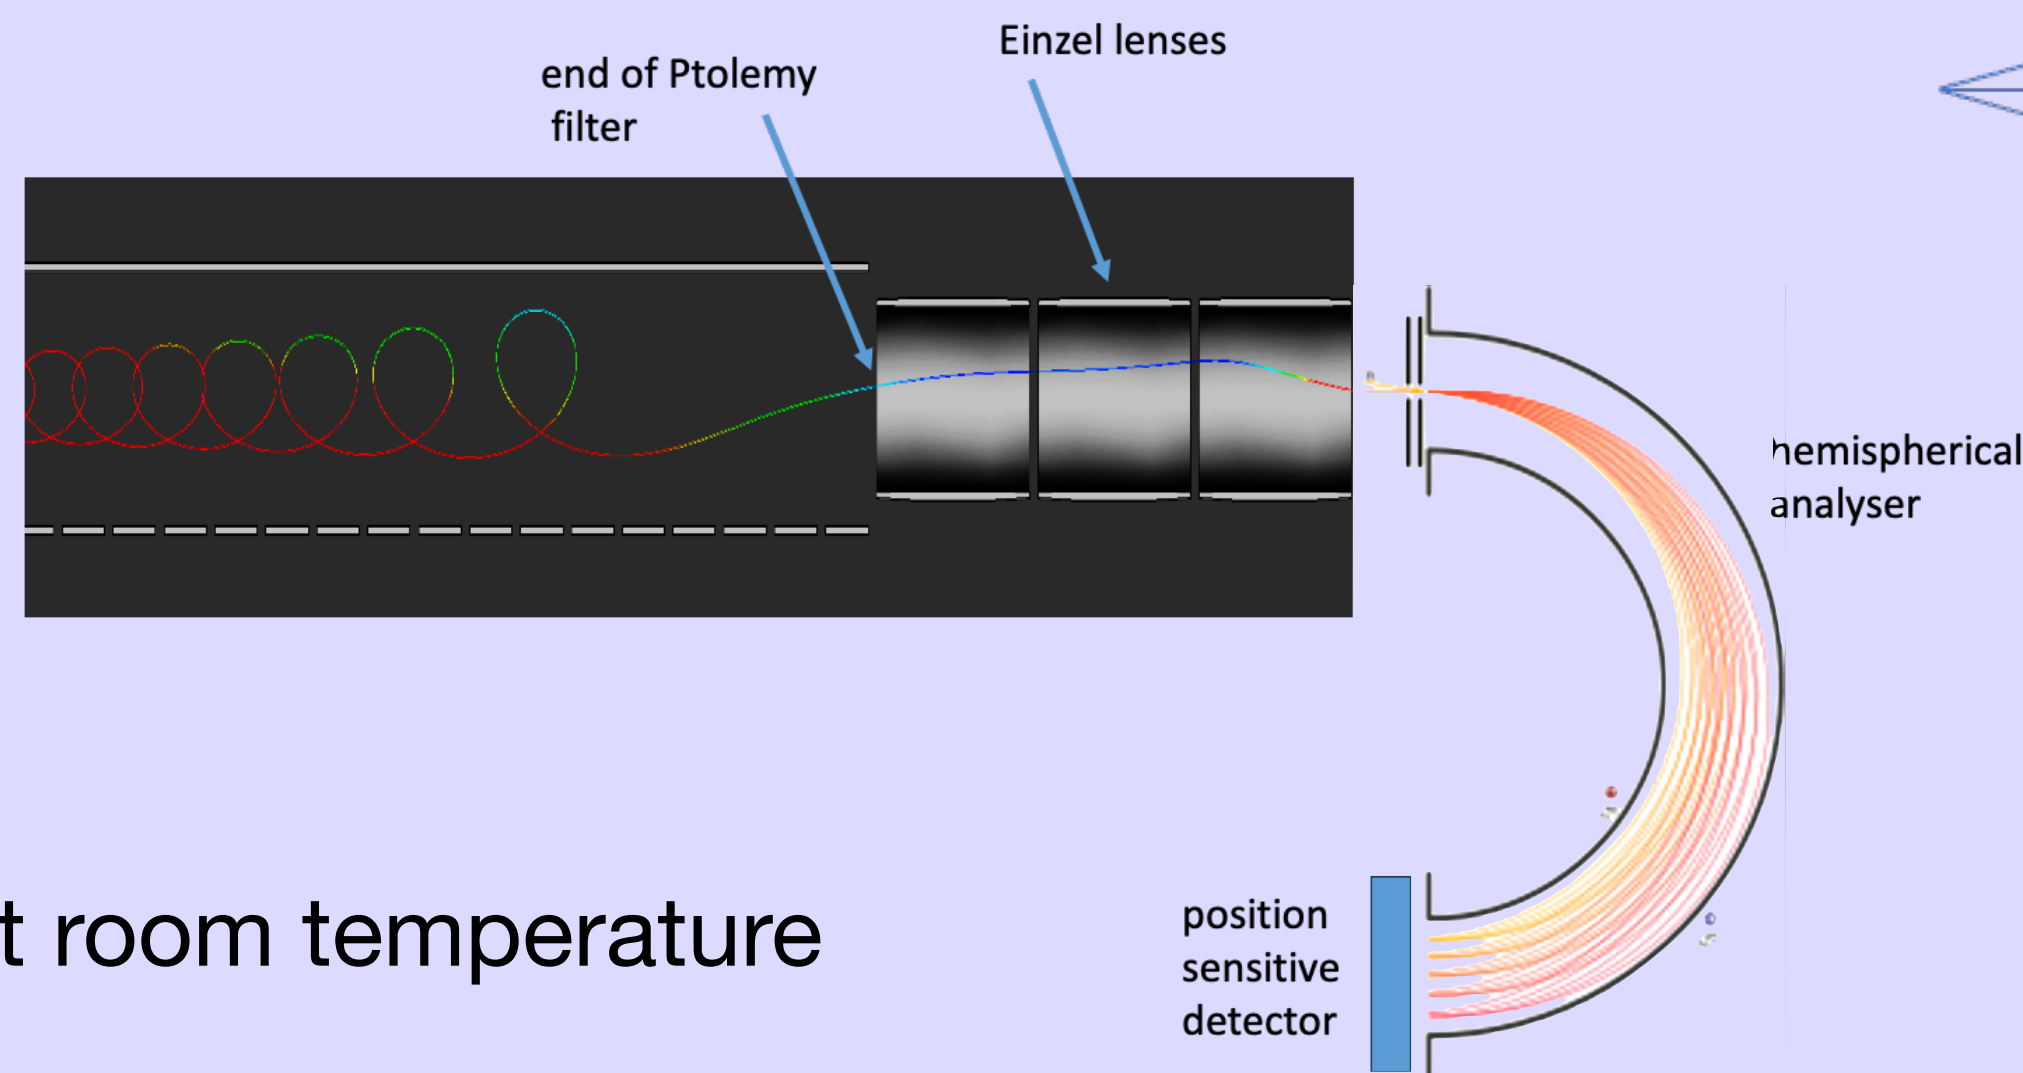 Einzel lenses
end of Ptolemy
filter
hemispherical
analyser
t room temperature
position
sensitive
detector